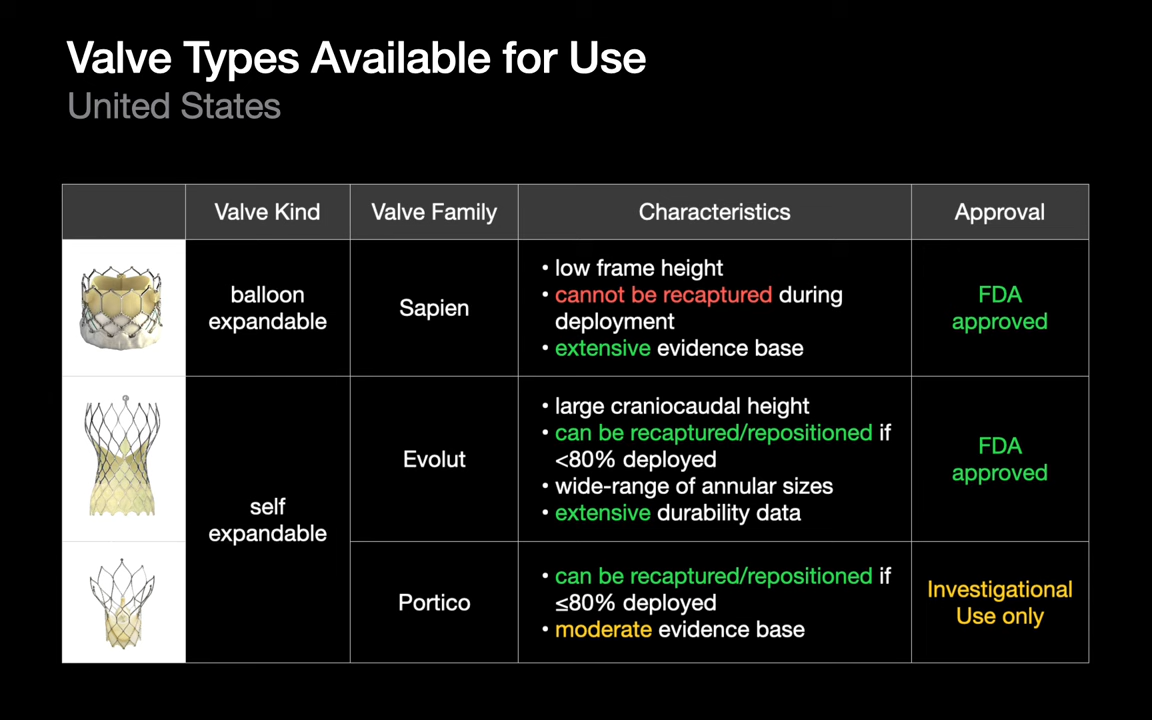 Valve Types Available for Use
United States
Valve Kind
Valve Family
Characteristics
Approval
balloon
expandable
Sapien
• low frame height
• cannot be recaptured during
deployment
• extensive evidence base
FDA
approved
self
expandable
Evolut
• large craniocaudal height
• can be recaptured/repositioned if
<80% deployed
• wide-range of annular sizes
• extensive durability data
FDA
approved
Portico
• can be recaptured/repositioned if
≤80% deployed
• moderate evidence base
Investigational
Use only